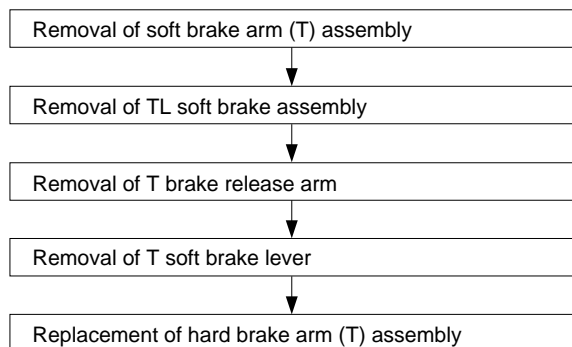 Removal of soft brake arm (T) assembly
Removal of TL soft brake assembly
Removal of T brake release arm
Removal of T soft brake lever
Replacement of hard brake arm (T) assembly